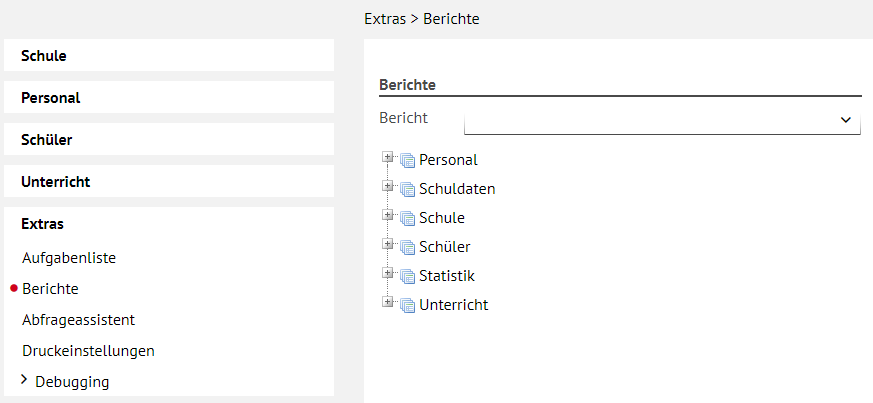 Extras > Berichte
Schule
Personal
Schüler
Unterricht
Extras
Aufgabenliste
Berichte
Abfrageassistent
Druckeinstellungen
Debugging
Berichte
Bericht
Personal
Schuldaten
Schule
Schüler
Statistik
Unterricht